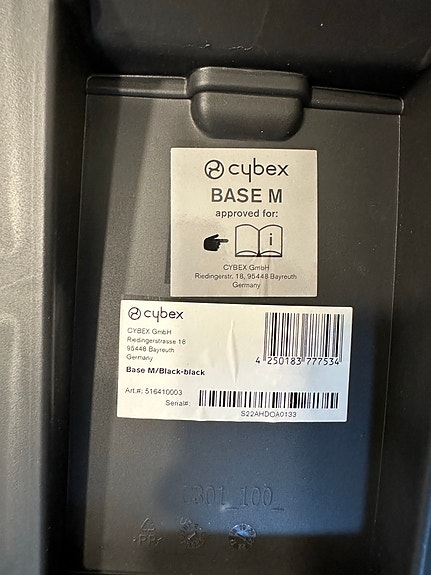 cybex
BASE M
approved for:
i
CYBEX GmbH
Riedingerstr. 18, 95448 Bayreuth
Germany
cybex
CYBEX GmbH
Riedingerstrasse 18
95448 Bayreuth
Germany
4 250183 777534
Base M/Black-black
Art.#: 516410003
Serial#:
S22AHDOA0133